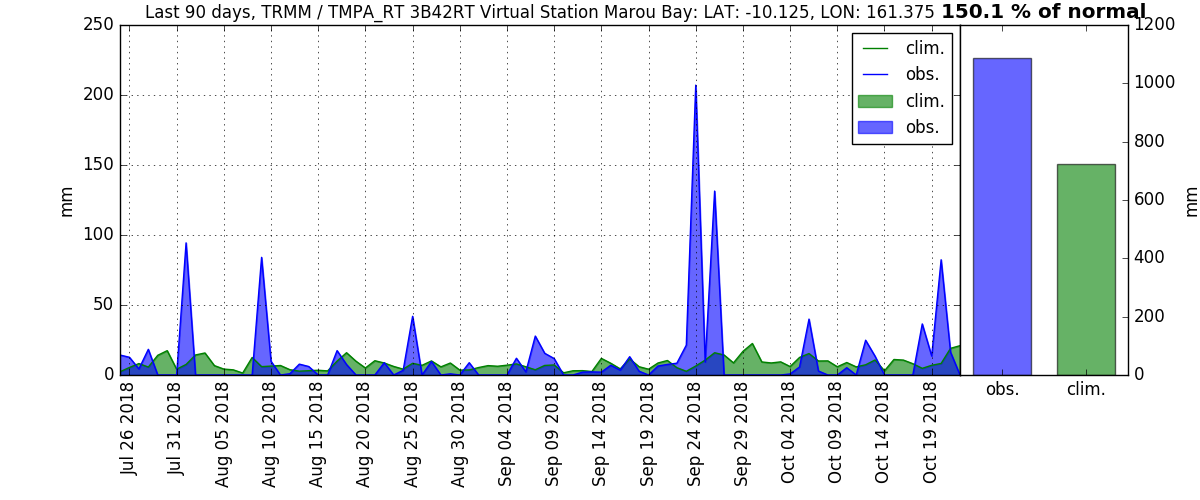 Last 90 days, TRMM / TMPA_RT 3B42RT Virtual Station Marou Bay: LAT: -10.125, LON: 161.375 150.1 % of normal
250
200
150
100
50
0
mm
clim.
obs.
clim.
obs.
1200
1000
800
600
400
200
0
mm
obs.
clim.
Jul 26 2018
Jul 31 2018
Aug 05 2018
Aug 10 2018
Aug 15 2018
Aug 20 2018
Aug 25 2018
Aug 30 2018
Sep 04 2018
Sep 09 2018
Sep 14 2018
Sep 19 2018
Sep 24 2018
Sep 29 2018
Oct 04 2018
Oct 09 2018
Oct 14 2018
Oct 19 2018